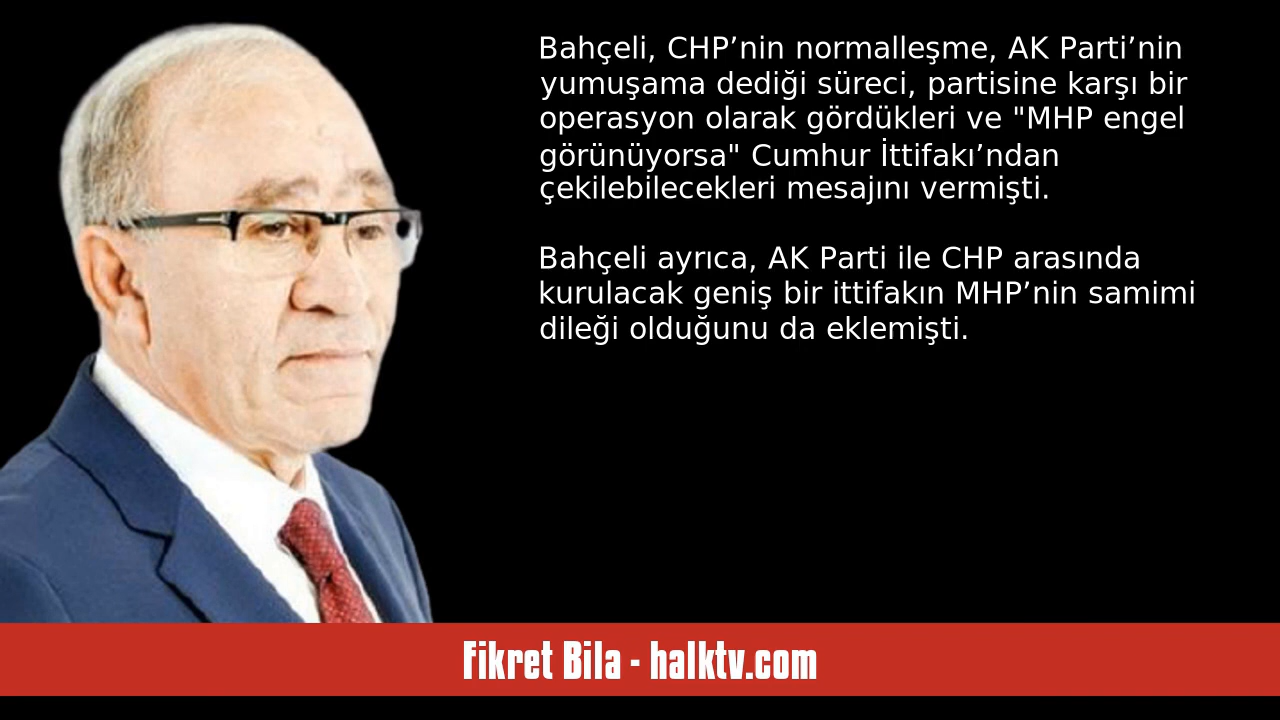 Bahçeli, CHP’nin normalleşme, AK Parti’nin
yumuşama dediği süreci, partisine karşı bir
operasyon olarak gördükleri ve "MHP engel
görünüyorsa" Cumhur İttifakı’ndan
çekilebilecekleri mesajını vermişti.
Bahçeli ayrıca, AK Parti ile CHP arasında
kurulacak geniş bir ittifakın MHP’nin samimi
dileği olduğunu da eklemişti.
Fikret Bila - halktv.com